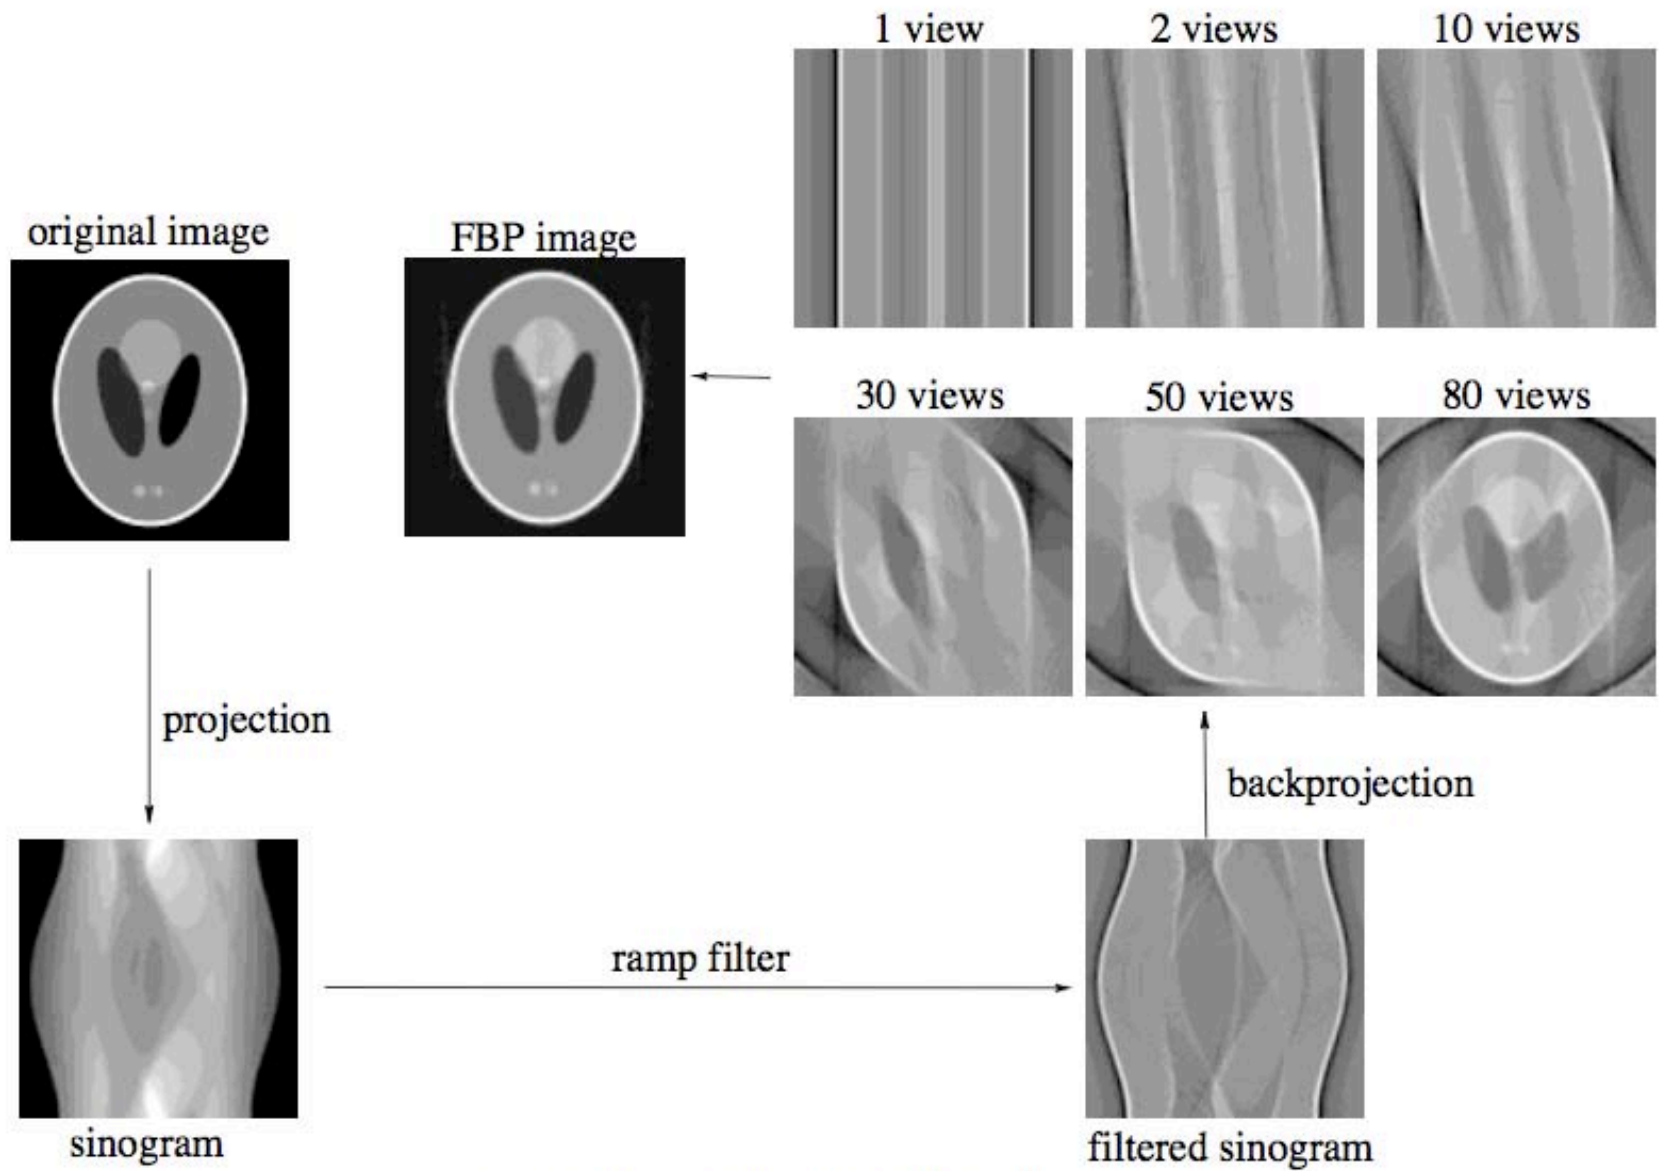 1 view
2 views
10 views
original image
FBP image
30 views
50 views
80 views
projection
backprojection
ramp filter
sinogram
filtered sinogram